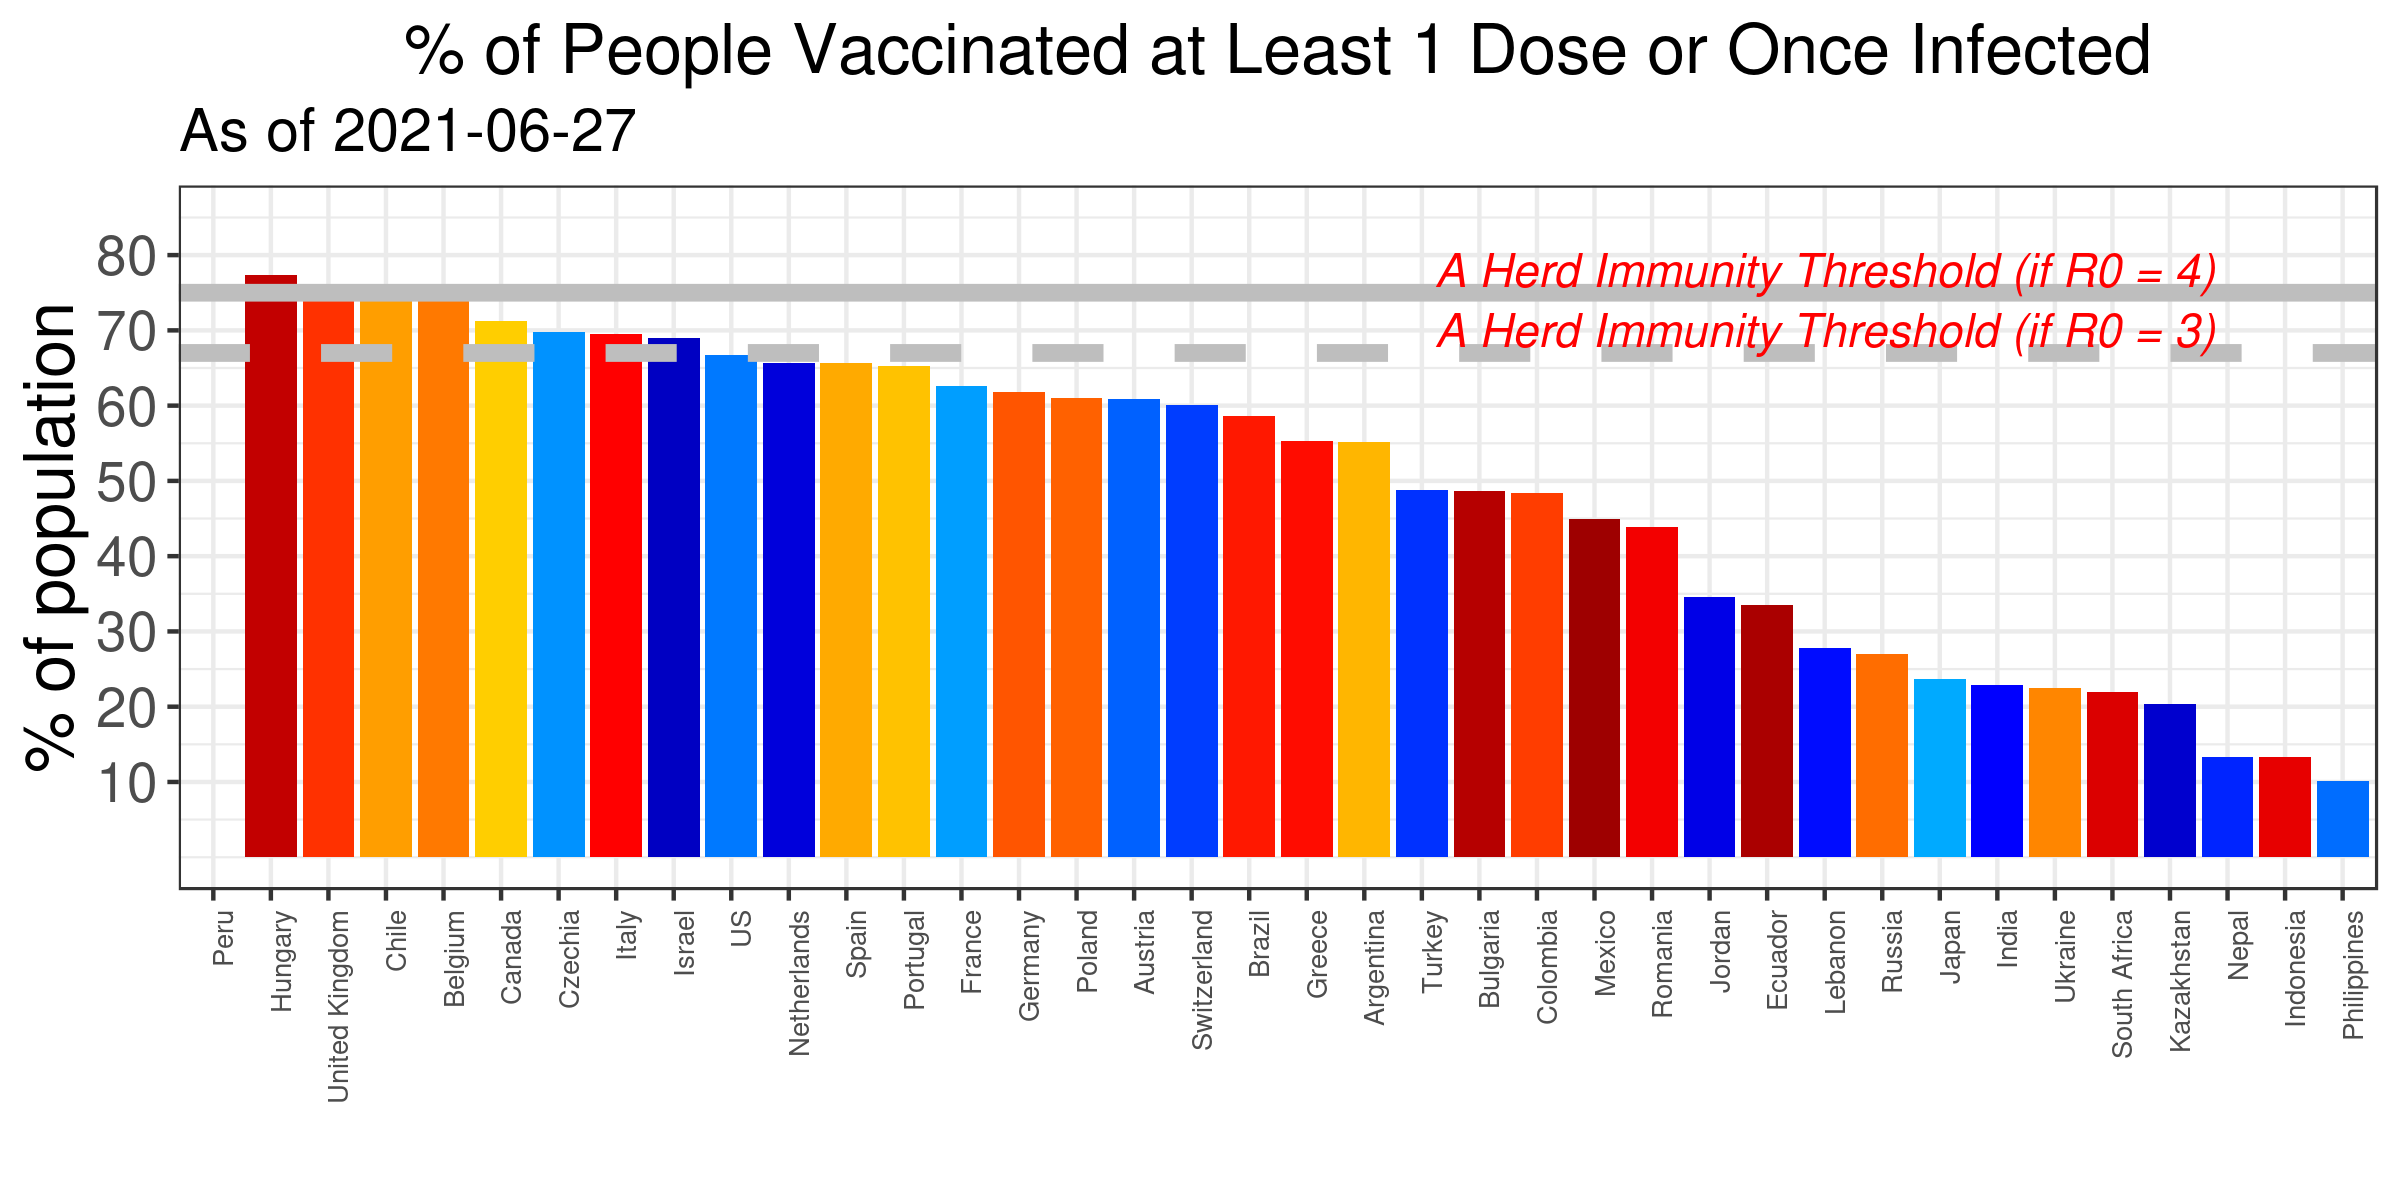 % of People Vaccinated at Least 1 Dose or Once Infected
As of 2021-06-27
% of population
80
70
60
50
40
30
20
10
A Herd Immunity Threshold (if R0 = 4)
A Herd Immunity Threshold (if R0 = 3)
Peru
Hungary
United Kingdom
Chile
Belgium
Canada
Czechia
Italy
Israel
US
Netherlands
Spain
Portugal
France
Germany
Poland
Austria
Switzerland
Brazil
Greece
Argentina
Turkey
Bulgaria
Colombia
Mexico
Romania
Jordan
Ecuador
Lebanon
Russia
Japan
India
Ukraine
South Africa
Kazakhstan
Nepal
Indonesia
Philippines